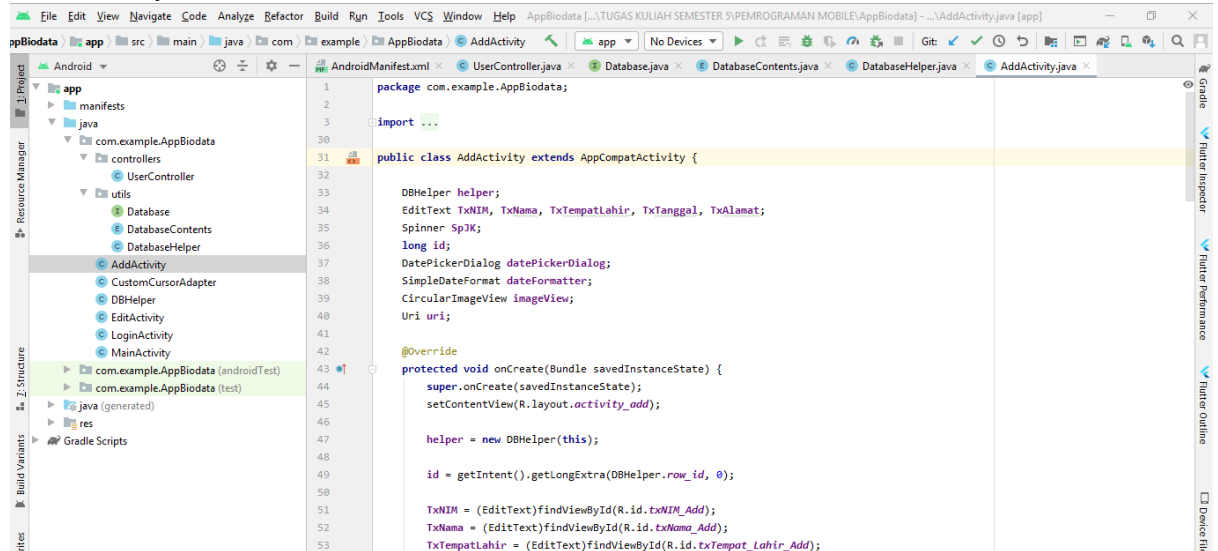 File Edit View Navigate Code Analyze Refactor Build Run Tools VCS Window Help AppBiodata [...\TUGAS KULIAH SEMESTER 5\PEMROGRAMAN MOBILE\AppBiodata] - ...\AddActivity.java [app]
ppBiodata app src main java com example AppBiodata AddActivity app No Devices Git:
Android
AndroidManifest.xml UserController.java Database.java DatabaseContents.java DatabaseHelper.java AddActivity.java
1: Project
Resource Manager
7: Structure
Build Variants
rites
app
manifests
java
com.example.AppBiodata
controllers
UserController
utils
Database
DatabaseContents
DatabaseHelper
AddActivity
CustomCursorAdapter
DBHelper
EditActivity
LoginActivity
MainActivity
com.example.AppBiodata (androidTest)
com.example.AppBiodata (test)
java (generated)
res
Gradle Scripts
1 package com.example.AppBiodata;
2
3 import ...
30
31 public class AddActivity extends AppCompatActivity {
32
33 DBHelper helper;
34 EditText TxNIM, TxNama, TxTempatLahir, TxTanggal, TxAlamat;
35 Spinner SpJK;
36 long id;
37 DatePickerDialog datePickerDialog;
38 SimpleDateFormat dateFormatter;
39 CircularImageView imageView;
40 Uri uri;
41
42 @Override
43 protected void onCreate(Bundle savedInstanceState) {
44 super.onCreate(savedInstanceState);
45 setContentView(R.layout.activity_add);
46
47 helper = new DBHelper(this);
48
49 id = getIntent().getLongExtra(DBHelper.row_id, 0);
50
51 TxNIM = (EditText)findViewById(R.id.txNIM_Add);
52 TxNama = (EditText)findViewById(R.id.txNama_Add);
53 TxTempatLahir = (EditText)findViewById(R.id.txTempat_Lahir_Add);
Gradle
Flutter Inspector
Flutter Performance
Flutter Outline
Device File